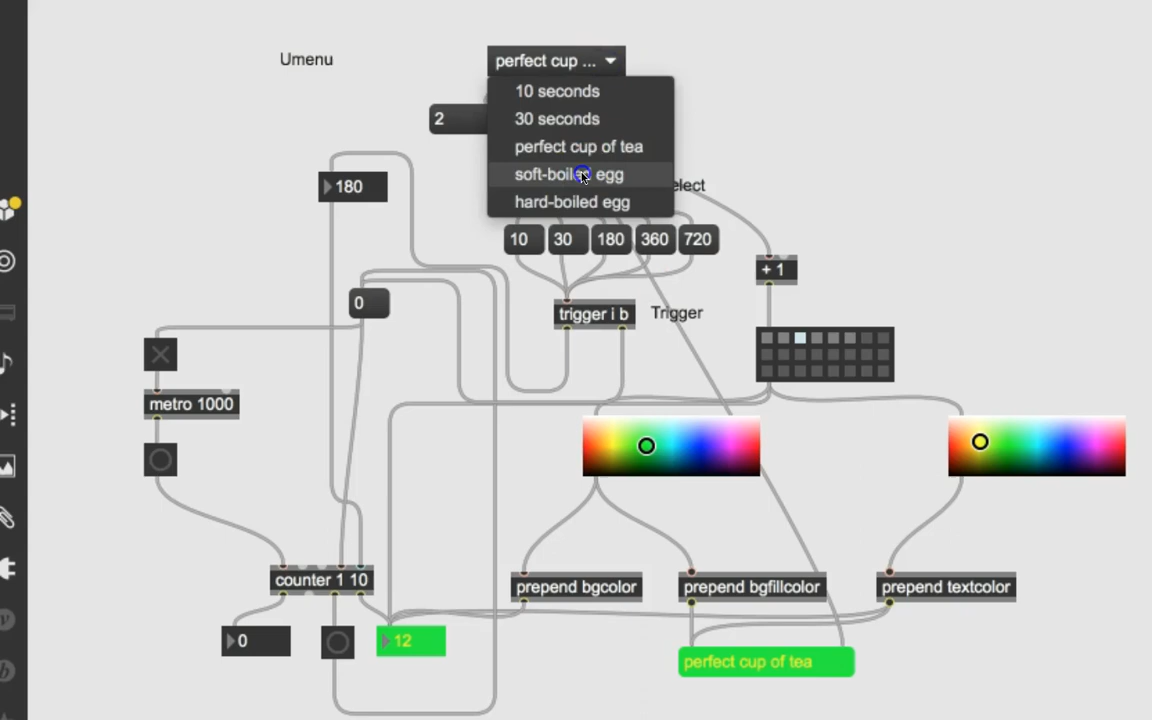 Umenu
perfect cup ...
10 seconds
30 seconds
perfect cup of tea
soft-boiled egg
hard-boiled egg
2
180
10
30
180
360
720
+ 1
0
trigger i b
Trigger
metro 1000
counter 1 10
prepend bgcolor
prepend bgfillcolor
prepend textcolor
0
12
perfect cup of tea